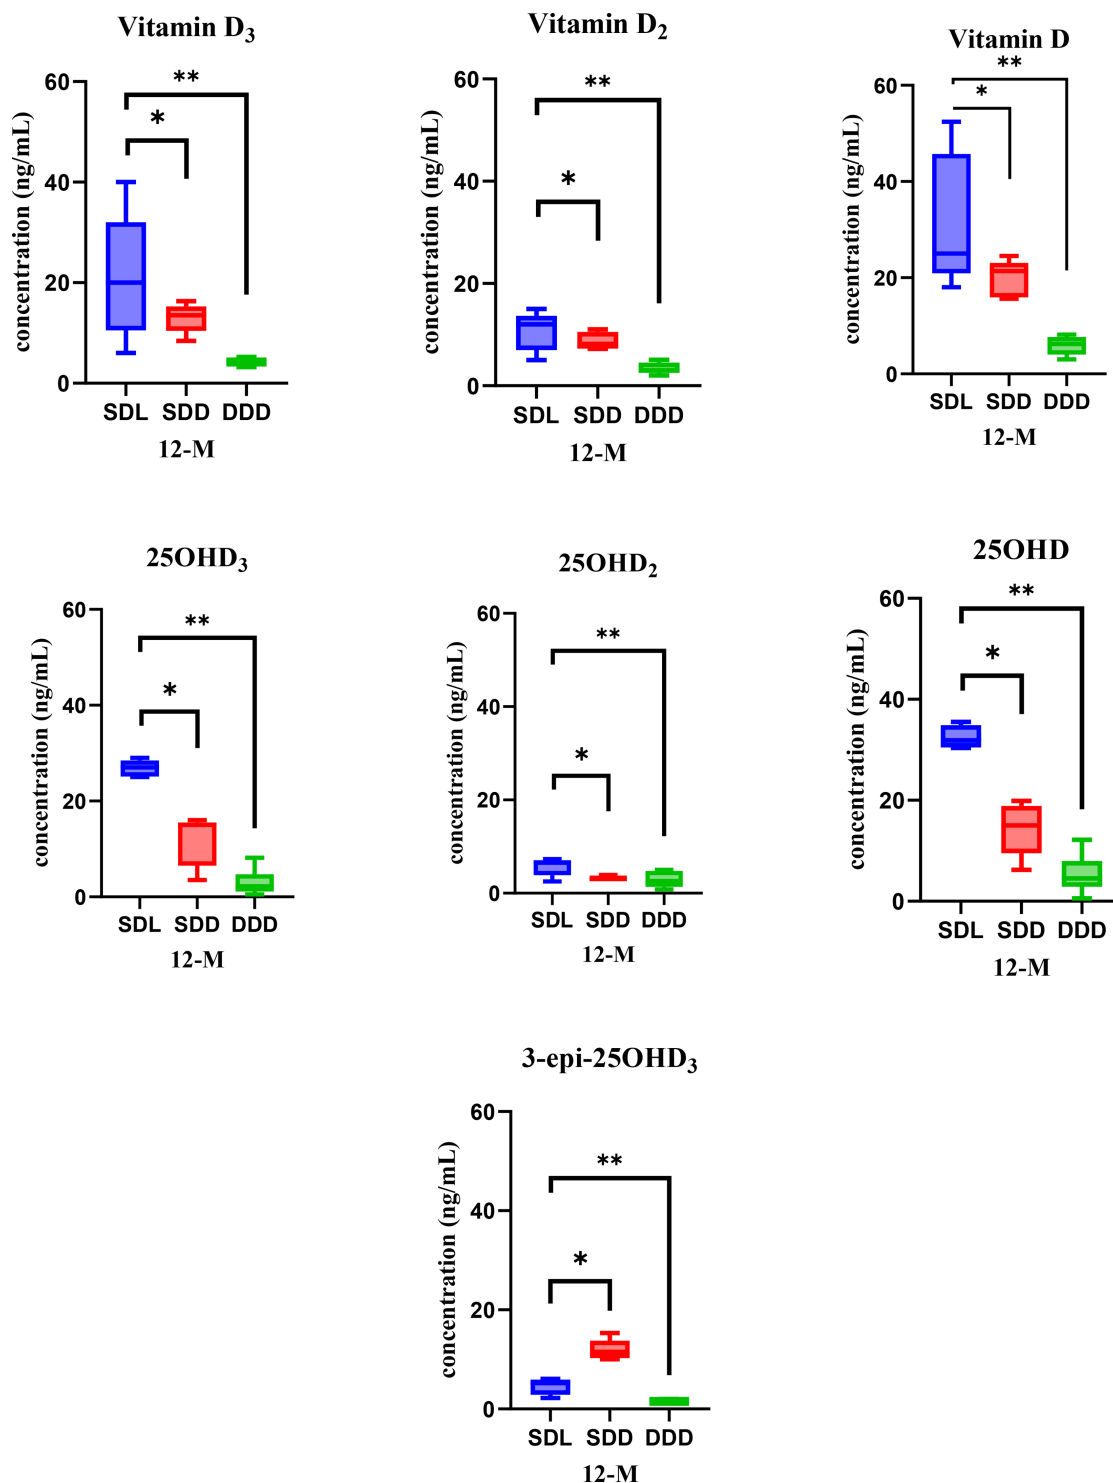 Vitamin D₃
**
*
60
40
20
0
concentration (ng/mL)
SDL SDD DDD
12-M
Vitamin D₂
**
*
60
40
20
0
concentration (ng/mL)
SDL SDD DDD
12-M
Vitamin D
**
*
60
40
20
0
concentration (ng/mL)
SDL SDD DDD
12-M
25OHD₃
**
*
60
40
20
0
concentration (ng/mL)
SDL SDD DDD
12-M
25OHD₂
**
*
60
40
20
0
concentration (ng/mL)
SDL SDD DDD
12-M
25OHD
**
*
60
40
20
0
concentration (ng/mL)
SDL SDD DDD
12-M
3-epi-25OHD₃
**
*
60
40
20
0
concentration (ng/mL)
SDL SDD DDD
12-M